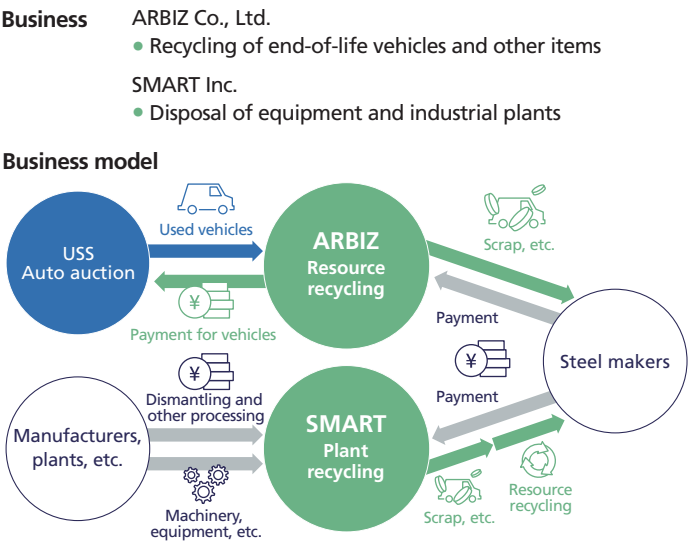 Business
ARBIZ Co., Ltd.
• Recycling of end-of-life vehicles and other items
SMART Inc.
• Disposal of equipment and industrial plants
Business model
USS
Auto auction
Used vehicles
¥
Payment for vehicles
ARBIZ
Resource
recycling
Scrap, etc.
Payment
¥
Payment
Steel makers
Manufacturers,
plants, etc.
¥
Dismantling and
other processing
Machinery,
equipment, etc.
SMART
Plant
recycling
Scrap, etc.
Resource
recycling